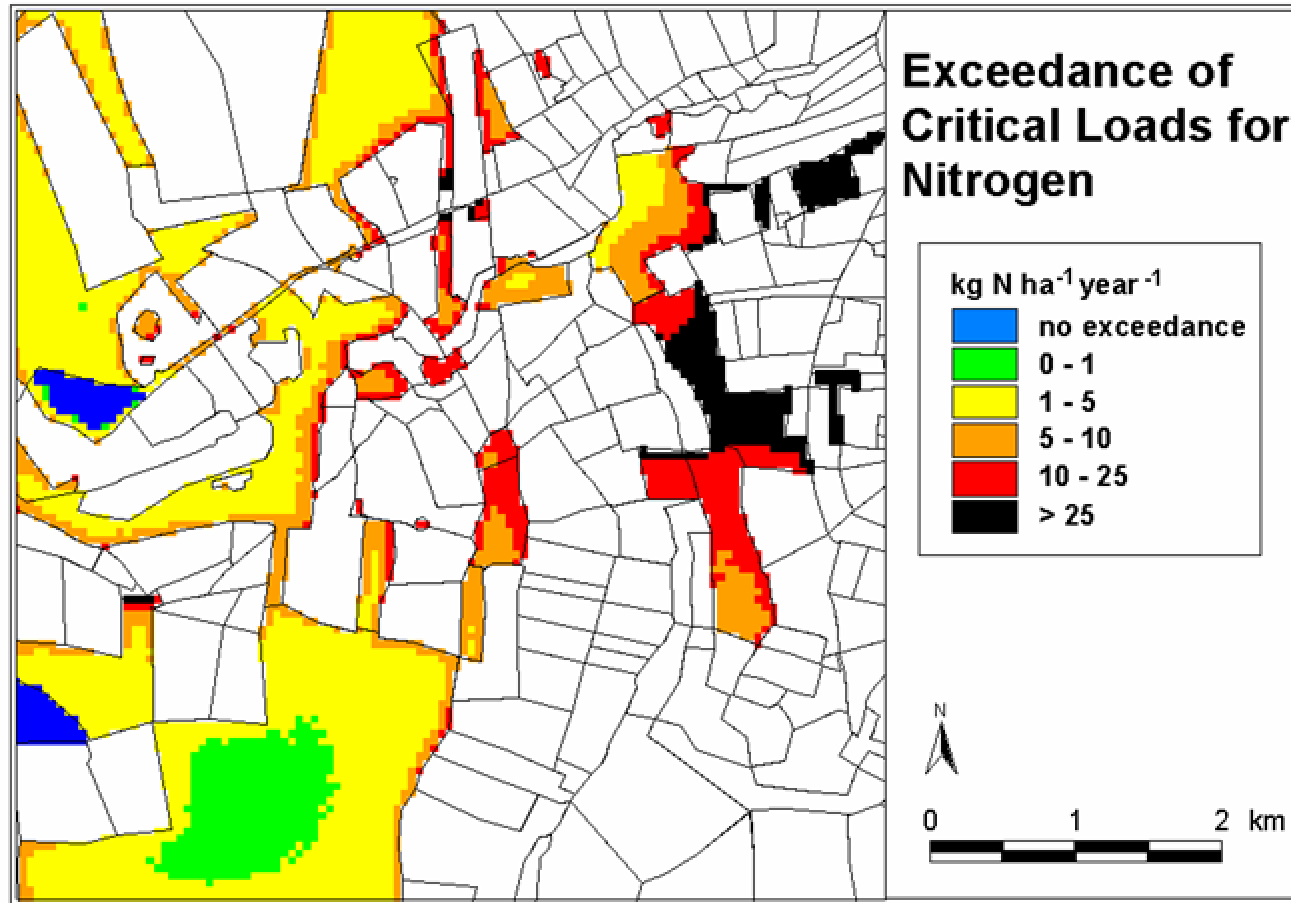 Exceedance of
Critical Loads for
Nitrogen
kg N ha-1 year -1
no exceedance
0 - 1
1 - 5
5 - 10
10 - 25
> 25
N
0 1 2 km